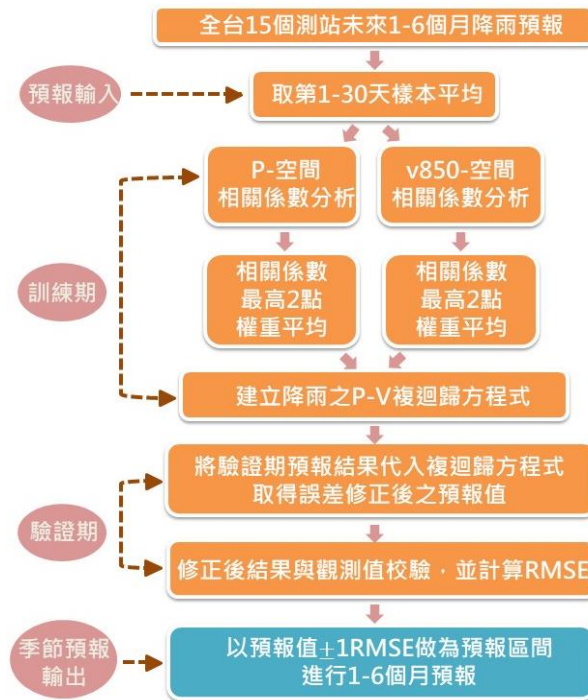 全台15個測站未來1-6個月降雨預報
預報輸入
取第1-30天樣本平均
P-空間
相關係數分析
v850-空間
相關係數分析
訓練期
相關係數
最高2點
權重平均
相關係數
最高2點
權重平均
建立降雨之P-V複迴歸方程式
將驗證期預報結果代入複迴歸方程式
取得誤差修正後之預報值
驗證期
修正後結果與觀測值校驗，並計算RMSE
季節預報
輸出
以預報值±1RMSE做為預報區間
進行1-6個月預報